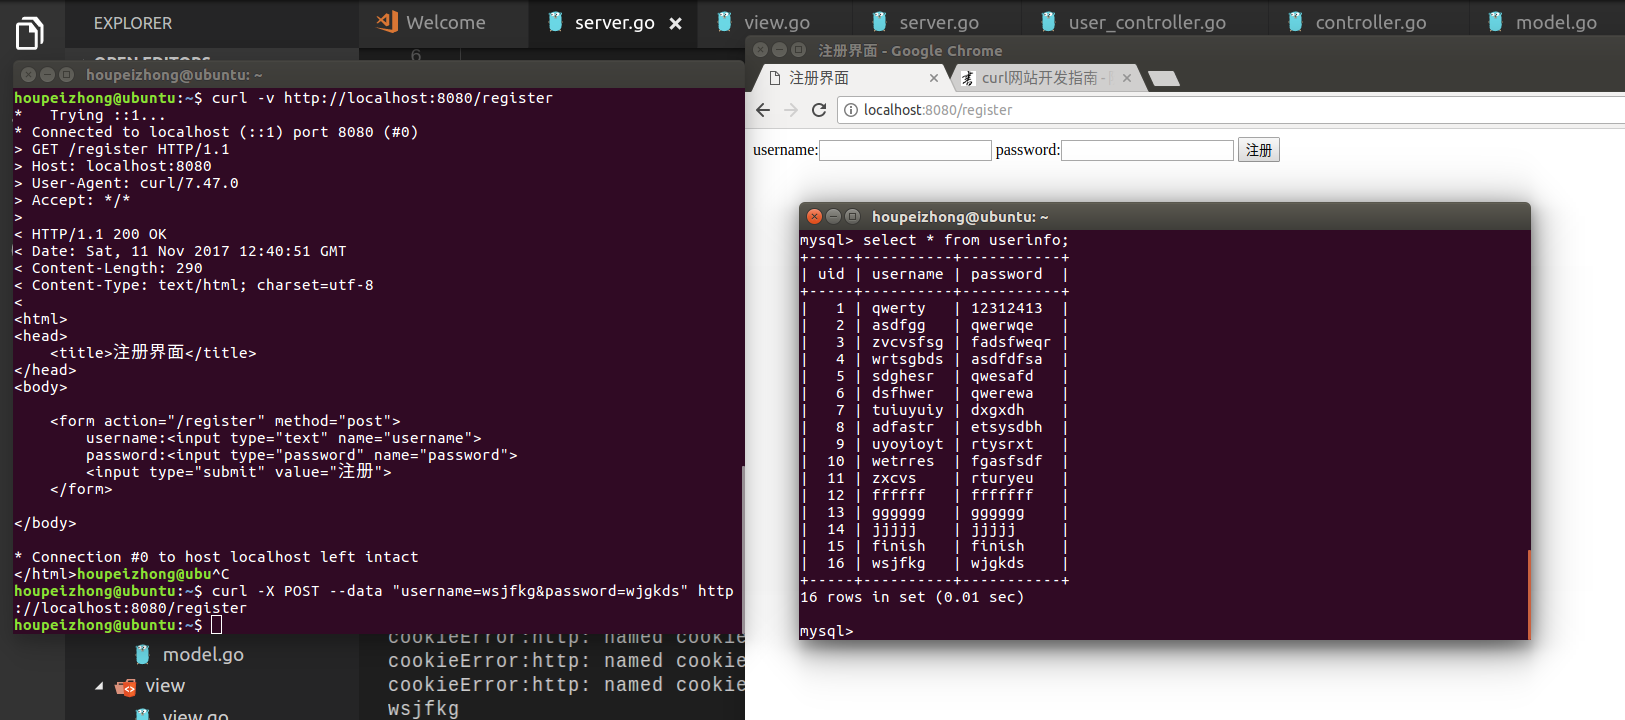 EXPLORER
Welcome
server.go
view.go
server.go
user_controller.go
controller.go
model.go
6
houpeizhong@ubuntu: ~
houpeizhong@ubuntu:~$ curl -v http://localhost:8080/register
*   Trying ::1...
* Connected to localhost (::1) port 8080 (#0)
> GET /register HTTP/1.1
> Host: localhost:8080
> User-Agent: curl/7.47.0
> Accept: */*
>
< HTTP/1.1 200 OK
< Date: Sat, 11 Nov 2017 12:40:51 GMT
< Content-Length: 290
< Content-Type: text/html; charset=utf-8
<
<html>
<head>
    <title>注册界面</title>
</head>
<body>
    <form action="/register" method="post">
        username:<input type="text" name="username">
        password:<input type="password" name="password">
        <input type="submit" value="注册">
    </form>
</body>
* Connection #0 to host localhost left intact
</html>houpeizhong@ubu^C
houpeizhong@ubuntu:~$ curl -X POST --data "username=wsjfkg&password=wjgkds" http
://localhost:8080/register
houpeizhong@ubuntu:~$
model.go
view
view.go
cookieError:http: named cookie
cookieError:http: named cookie
cookieError:http: named cookie
wsjfkg
注册界面 - Google Chrome
注册界面
curl网站开发指南 -
localhost:8080/register
username: password: 注册
houpeizhong@ubuntu: ~
mysql> select * from userinfo;
+-----+----------+-----------+
| uid | username | password  |
+-----+----------+-----------+
|   1 | qwerty   | 12312413  |
|   2 | asdfgg   | qwerwqe   |
|   3 | zvcvsfsg | fadsfweqr |
|   4 | wrtsgbds | asdfdfsa  |
|   5 | sdghesr  | qwesafd   |
|   6 | dsfhwer  | qwerewa   |
|   7 | tuiuyuiy | dxgxdh    |
|   8 | adfastr  | etsysdbh  |
|   9 | uyoyioyt | rtysrxt   |
|  10 | wetrres  | fgasfsdf  |
|  11 | zxcvs    | rturyeu   |
|  12 | ffffff   | fffffff   |
|  13 | gggggg   | gggggg    |
|  14 | jjjjj    | jjjjj     |
|  15 | finish   | finish    |
|  16 | wsjfkg   | wjgkds    |
+-----+----------+-----------+
16 rows in set (0.01 sec)
mysql>